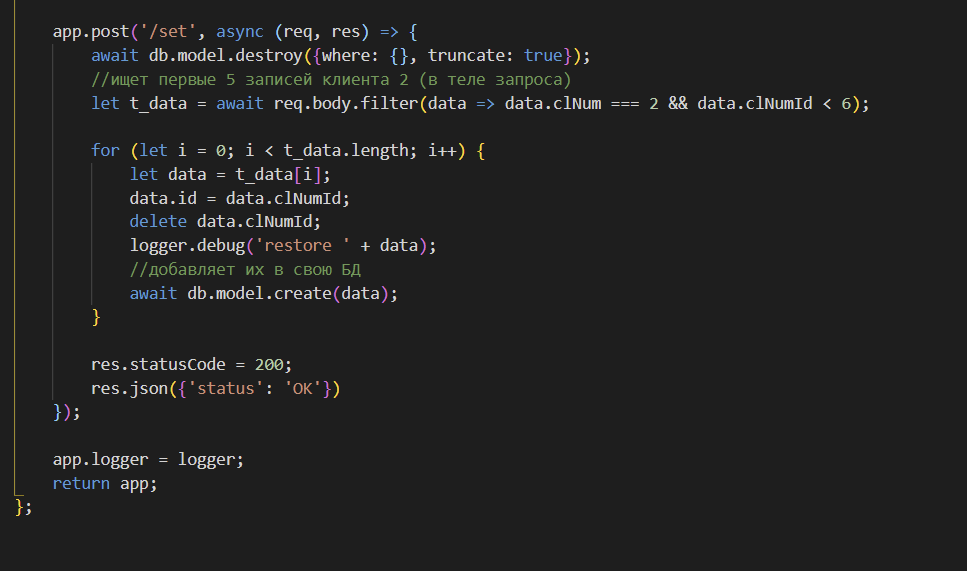 app.post('/set', async (req, res) => {
await db.model.destroy({where: {}, truncate: true});
//ищет первые 5 записей клиента 2 (в теле запроса)
let t_data = await req.body.filter(data => data.clNum === 2 && data.clNumId < 6);
for (let i = 0; i < t_data.length; i++) {
let data = t_data[i];
data.id = data.clNumId;
delete data.clNumId;
logger.debug('restore ' + data);
//добавляет их в свою БД
await db.model.create(data);
}
res.statusCode = 200;
res.json({'status': 'OK'})
});
app.logger = logger;
return app;
};